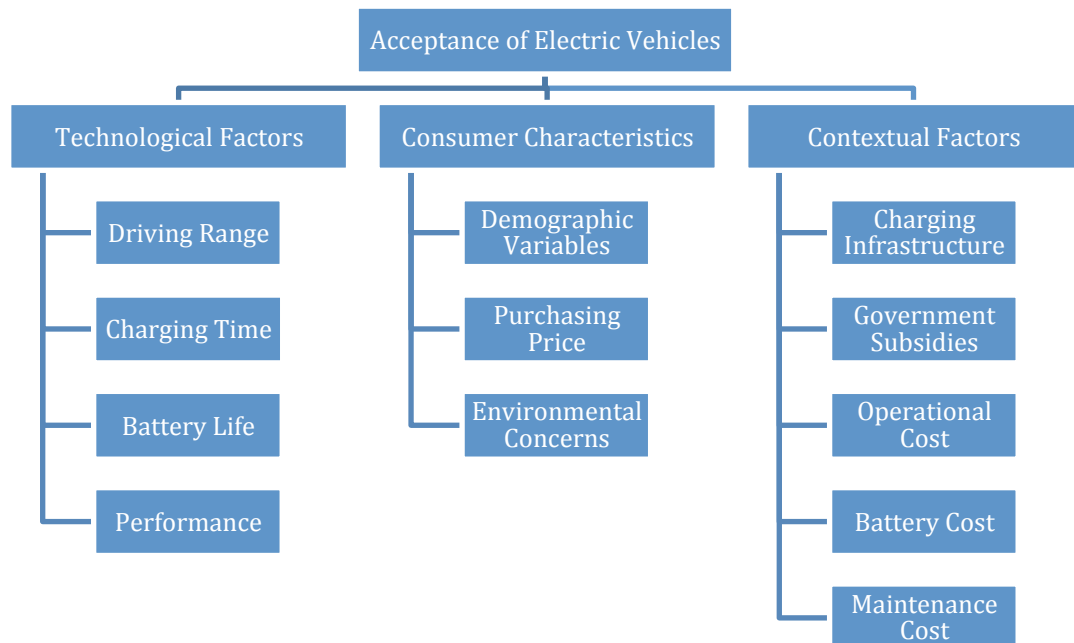 Acceptance of Electric Vehicles
Technological Factors
Driving Range
Charging Time
Battery Life
Performance
Consumer Characteristics
Demographic
Variables
Purchasing
Price
Environmental
Concerns
Contextual Factors
Charging
Infrastructure
Government
Subsidies
Operational
Cost
Battery Cost
Maintenance
Cost